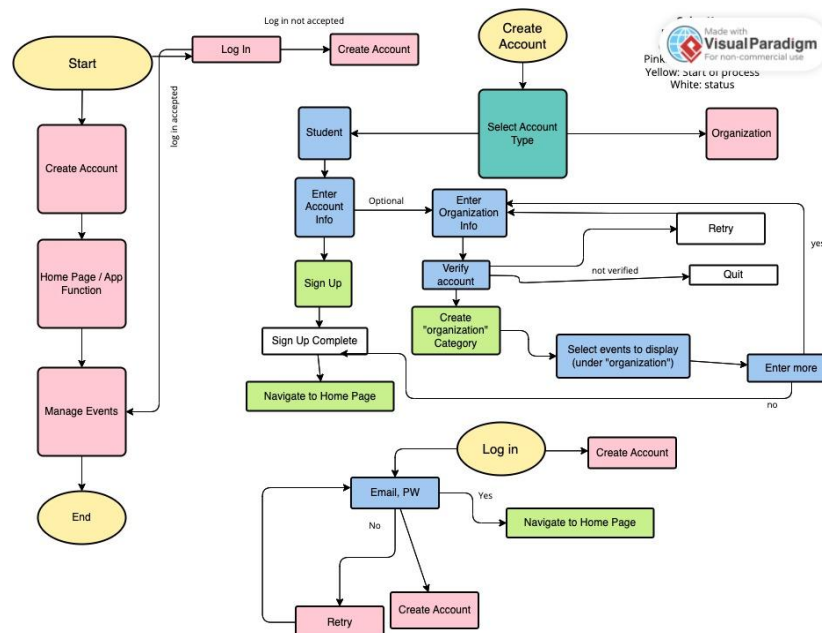 Log in not accepted
Start
Log In
Create Account
log in accepted
Create Account
Home Page / App
Function
Manage Events
End
Create
Account
Made with
Visual Paradigm
For non-commercial use
Pink
Yellow: Start of process
White: status
Student
Select Account
Type
Organization
Enter
Account
Info
Optional
Enter
Organization
Info
Retry
yes
Verify
account
not verified
Quit
Sign Up
Create
"organization"
Category
Sign Up Complete
Select events to display
(under "organization")
Enter more
no
Navigate to Home Page
Log in
Create Account
Email, PW
Yes
No
Navigate to Home Page
Retry
Create Account